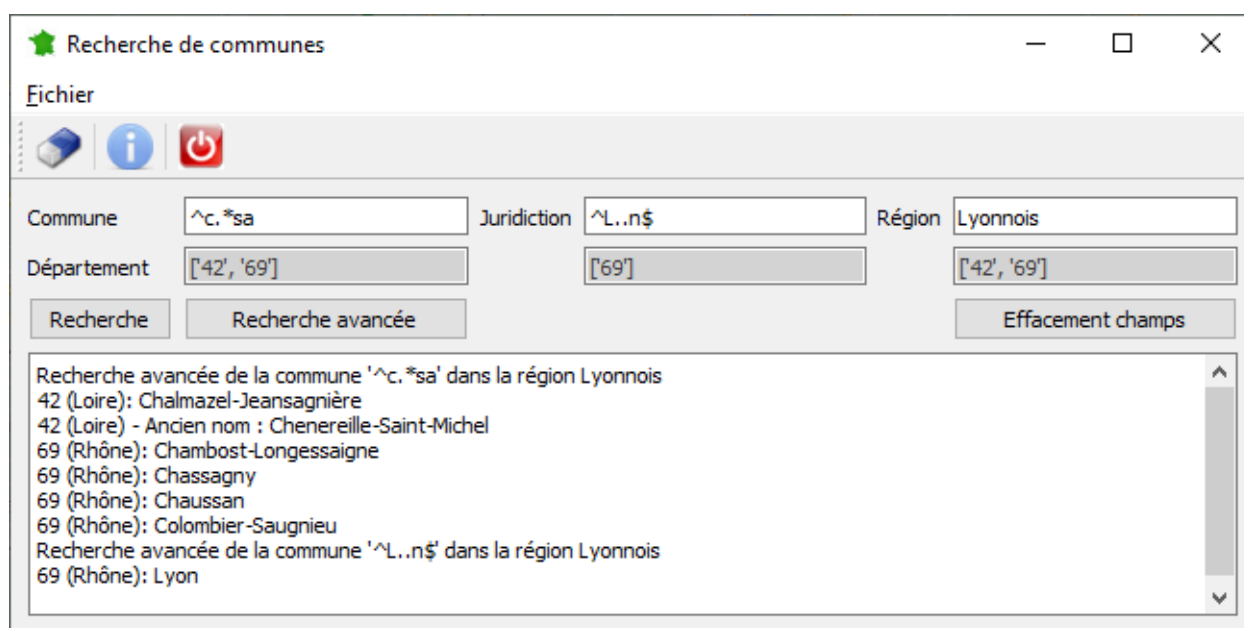 Recherche de communes
Fichier
Commune ^c.*sa Juridiction ^L..n$ Région Lyonnois
Département ['42', '69'] ['69'] ['42', '69']
Recherche Recherche avancée Effacement champs
Recherche avancée de la commune '^c.*sa' dans la région Lyonnois
42 (Loire): Chalmazel-Jeansagnière
42 (Loire) - Ancien nom : Chenereille-Saint-Michel
69 (Rhône): Chambost-Longessaigne
69 (Rhône): Chassagny
69 (Rhône): Chaussan
69 (Rhône): Colombier-Saugnieu
Recherche avancée de la commune '^L..n$' dans la région Lyonnois
69 (Rhône): Lyon